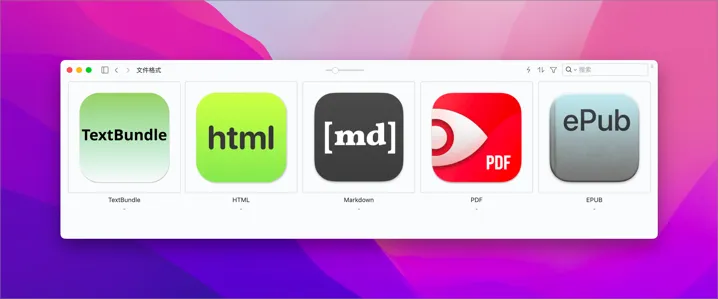 文件格式
搜索
TextBundle
html
[md]
PDF
ePub
TextBundle
HTML
Markdown
PDF
EPUB